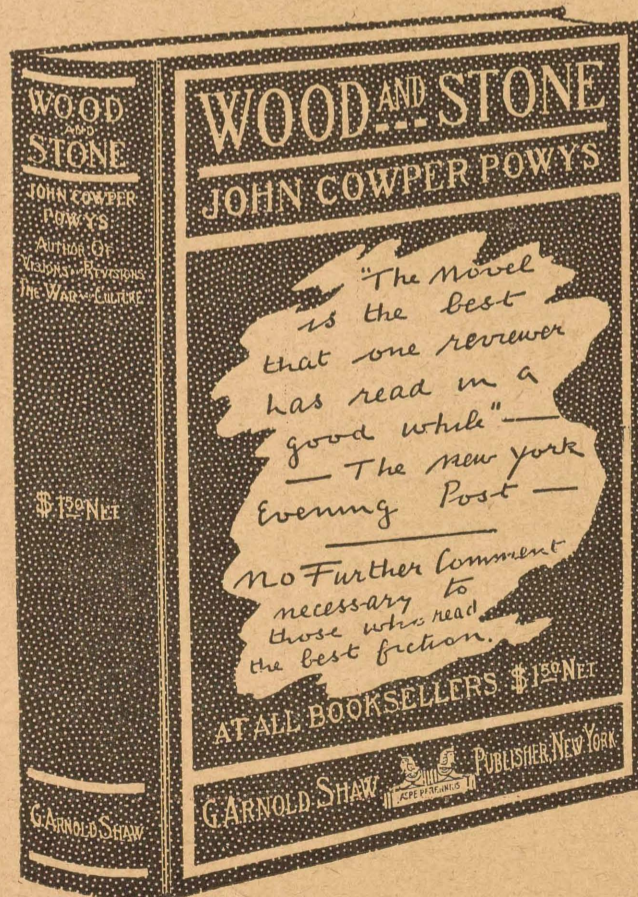 WOOD
AND
STONE
JOHN COWPER
POWYS
AUTHOR OF
VISIONS AND REVISIONS
THE WAR AND CULTURE
$1.50 NET
G. ARNOLD SHAW
WOOD AND STONE
JOHN COWPER POWYS
"The Novel
is the best
that one reviewer
has read in a
good while" —
— The New York
Evening Post —
No Further Comment
necessary to
those who read
the best fiction.
AT ALL BOOKSELLERS $1.50 NET
G. ARNOLD SHAW PUBLISHER, NEW YORK